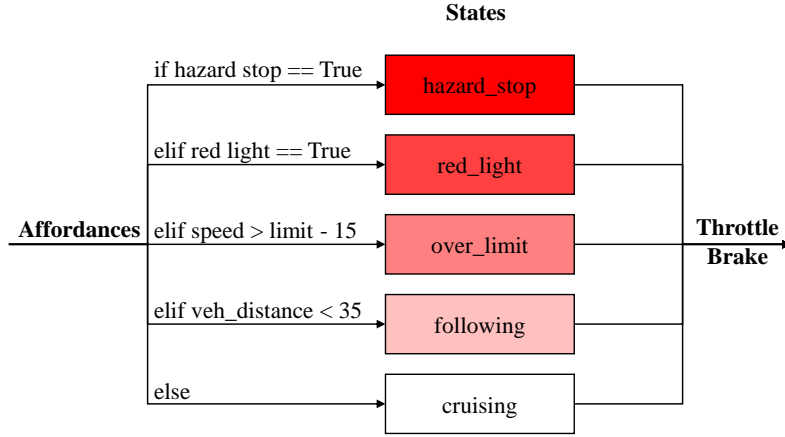 States
if hazard stop == True
hazard_stop
elif red light == True
red_light
Affordances
elif speed > limit - 15
over_limit
Throttle
Brake
elif veh_distance < 35
following
else
cruising